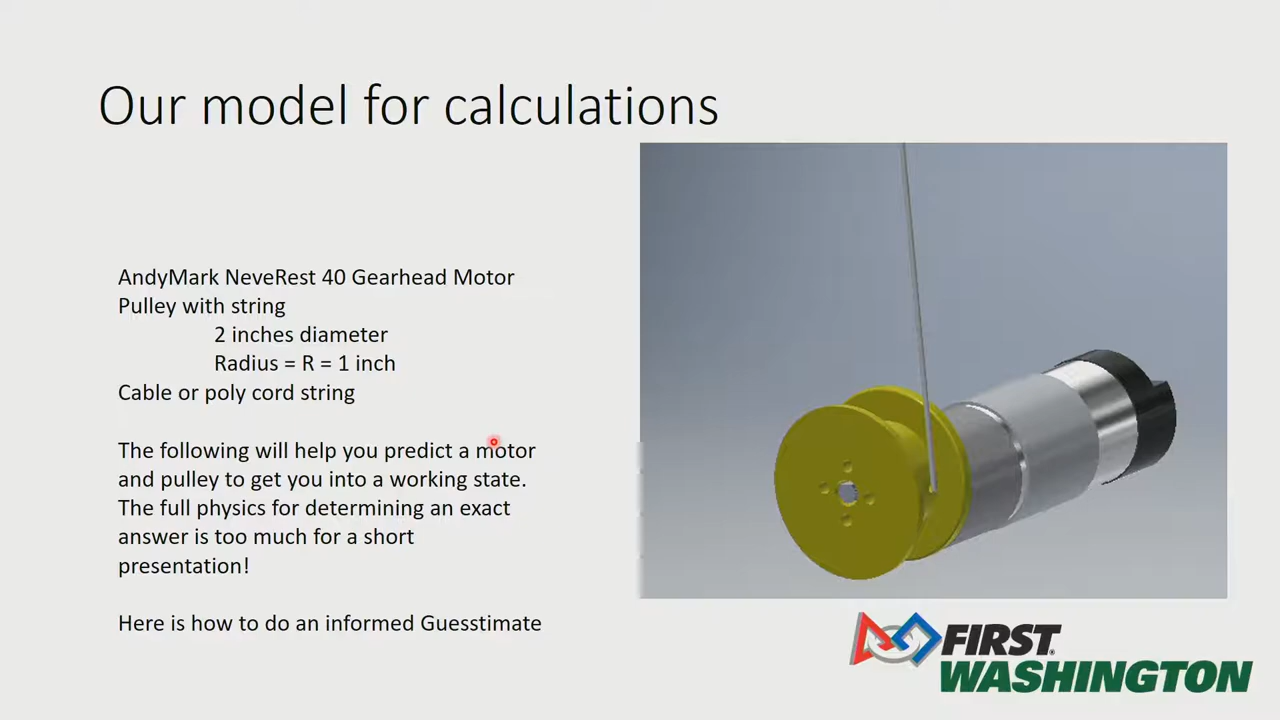 Our model for calculations
AndyMark NeveRest 40 Gearhead Motor
Pulley with string
2 inches diameter
Radius = R = 1 inch
Cable or poly cord string
The following will help you predict a motor
and pulley to get you into a working state.
The full physics for determining an exact
answer is too much for a short
presentation!
Here is how to do an informed Guesstimate
FIRST®
WASHINGTON